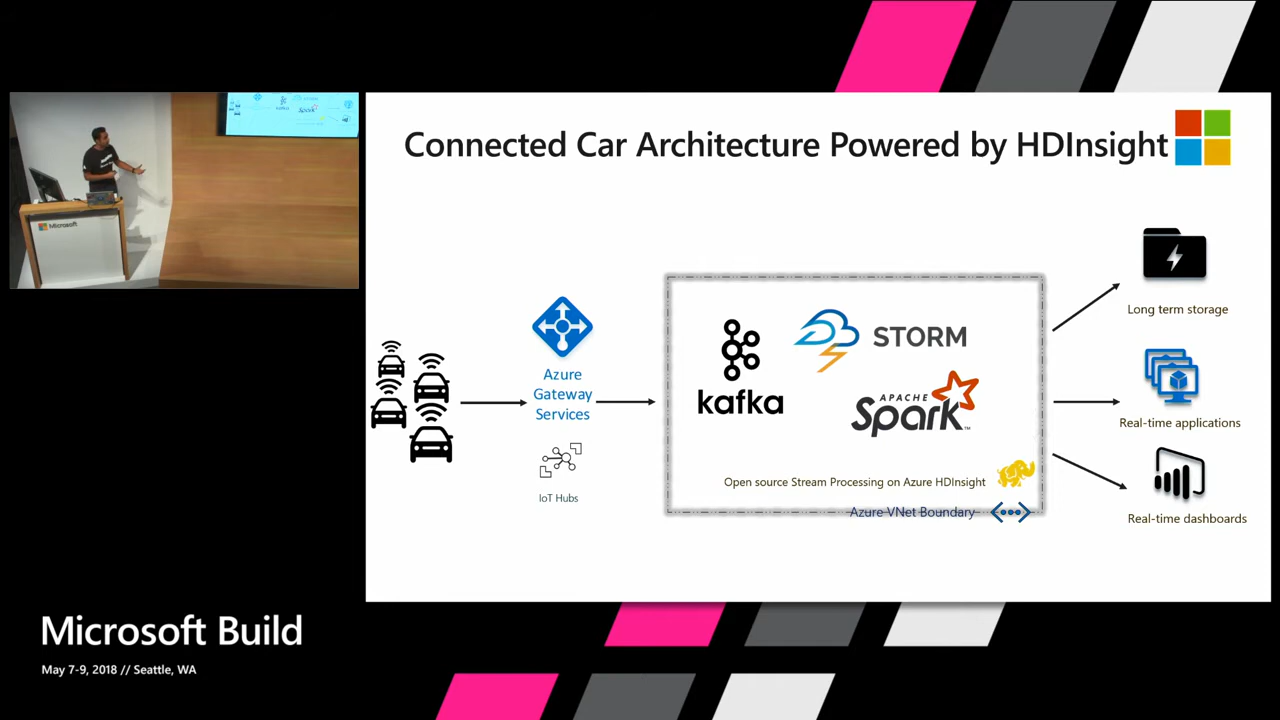 Connected Car Architecture Powered by HDInsight
Microsoft
Azure
Gateway
Services
IoT Hubs
kafka
STORM
APACHE
Spark™
Open source Stream Processing on Azure HDInsight
Azure VNet Boundary
Long term storage
Real-time applications
Real-time dashboards
Microsoft Build
May 7-9, 2018 // Seattle, WA